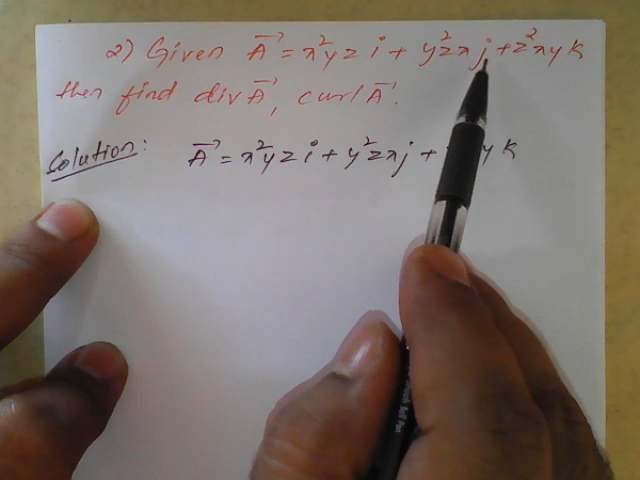 2) Given A⃗ = x²yz i + y²zx j + z²xy k
then find div A⃗, curl A⃗.
Solution: A⃗ = x²yz i + y²zx j + y k